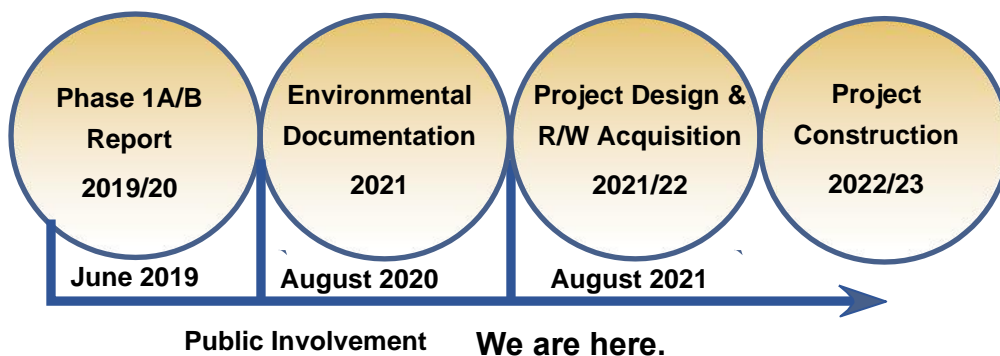 Phase 1A/B
Report
2019/20
Environmental
Documentation
2021
Project Design &
R/W Acquisition
2021/22
Project
Construction
2022/23
June 2019
August 2020
August 2021
Public Involvement
We are here.